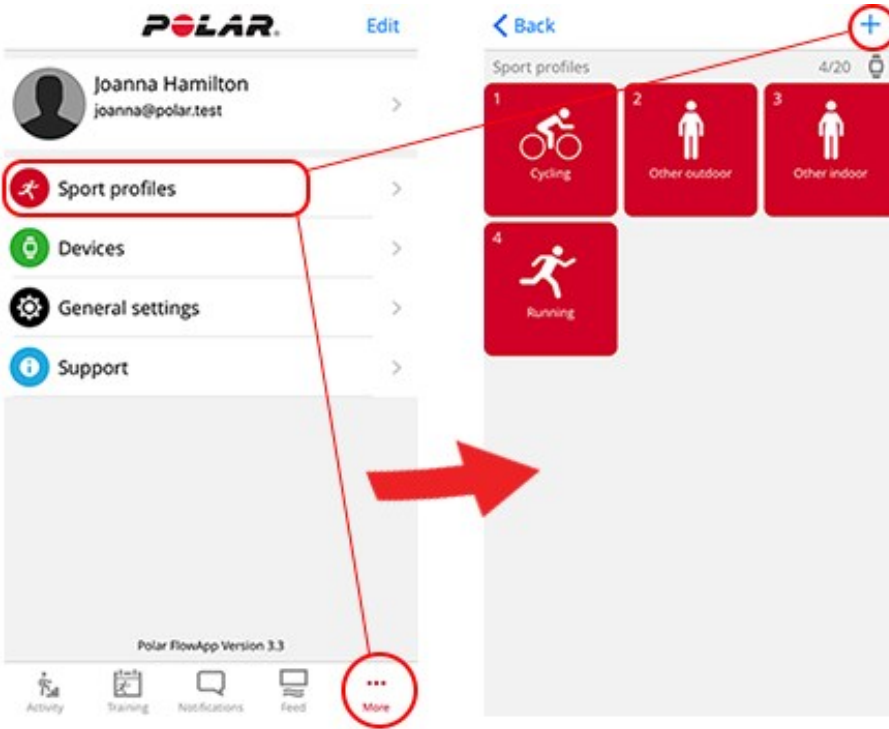 POLAR.
Edit
Joanna Hamilton
joanna@polar.test
Sport profiles
Devices
General settings
Support
Polar FlowApp Version 3.3
Activity
Training
Notifications
Feed
More
Back
Sport profiles
4/20
1
Cycling
2
Other outdoor
3
Other indoor
4
Running